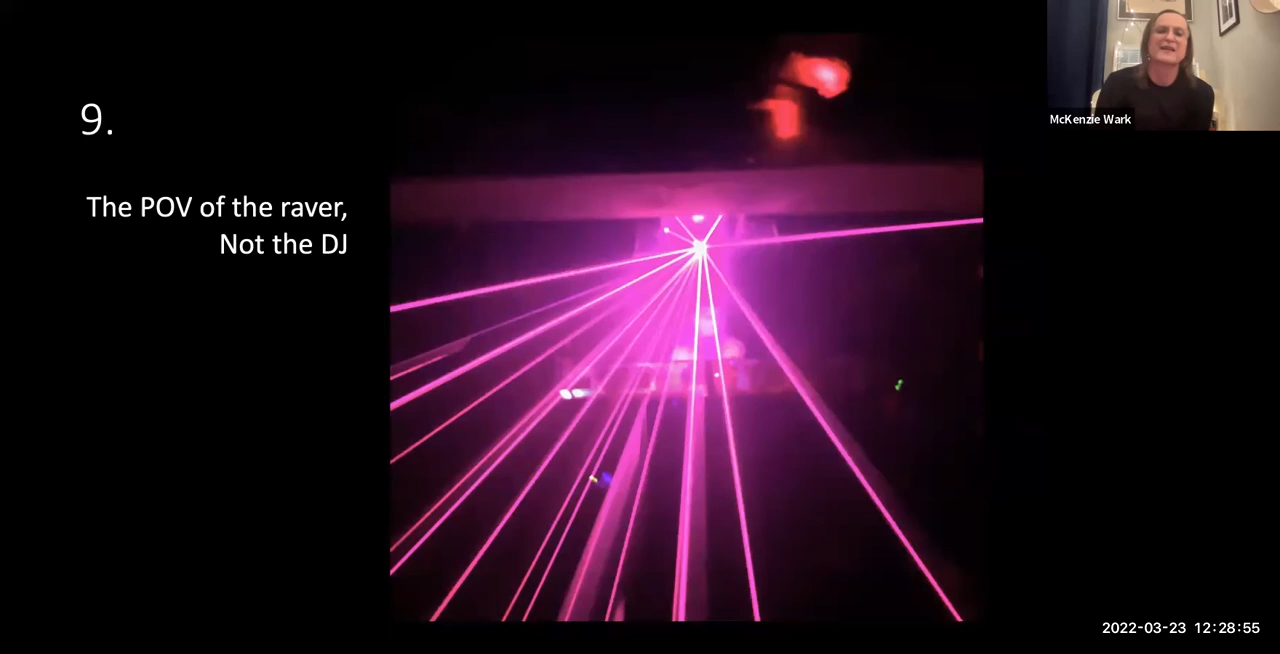 9.
The POV of the raver,
Not the DJ
McKenzie Wark
2022-03-23 12:28:55